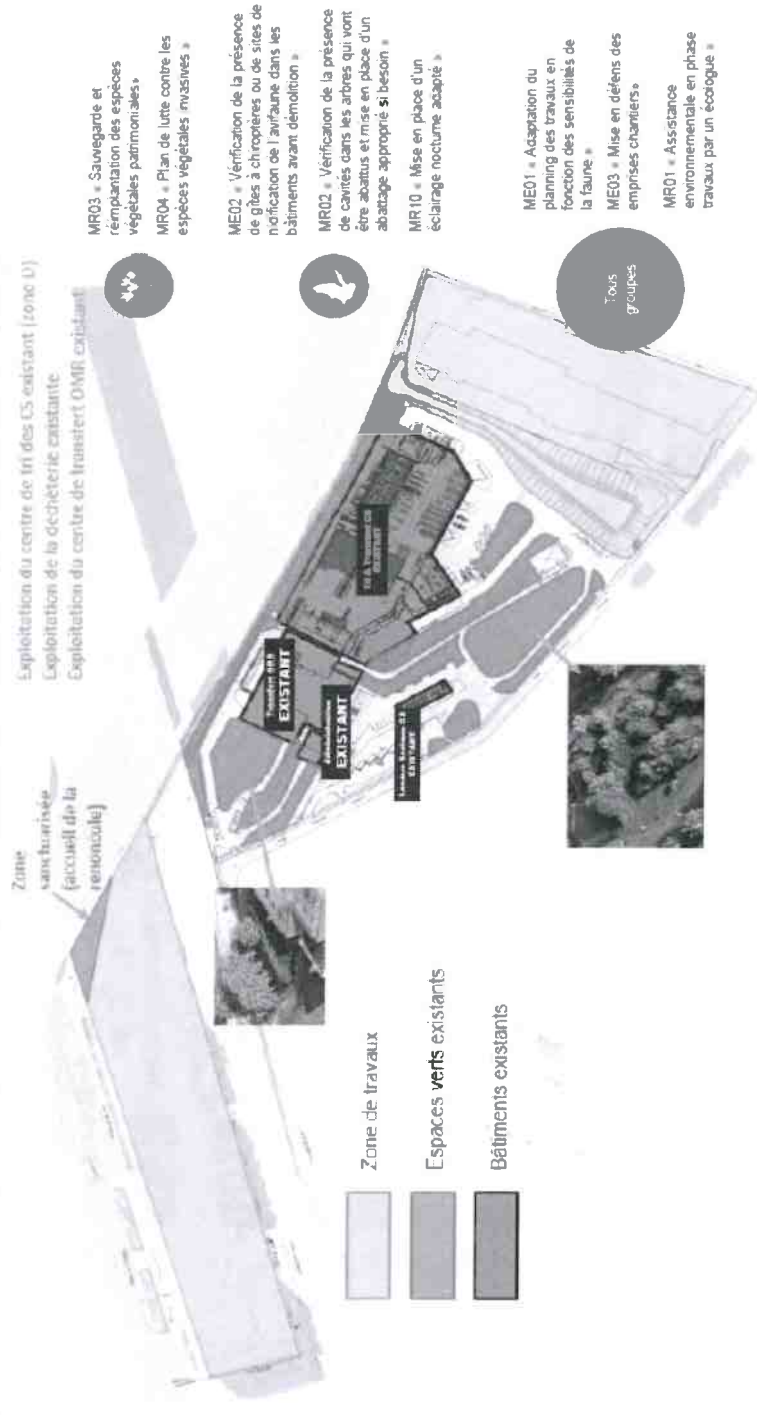 Exploitation du centre de tri des CS existant (zone D)
Exploitation de la déchèterie existante
Exploitation du centre de transfert OMR existant
Zone
sanctuarisée
(accueil de la
renoncule)
MR03 « Sauvegarde et
réimplantation des espèces
végétales patrimoniales »
MR04 « Plan de lutte contre les
espèces végétales invasives »
ME02 « Vérification de la présence
de gîtes à chiroptères ou de sites de
nidification de l'avifaune dans les
bâtiments avant démolition »
MR02 « Vérification de la présence
de cavités dans les arbres qui vont
être abattus et mise en place d'un
abattage approprié si besoin »
MR10 « Mise en place d'un
éclairage nocturne adapté »
Tous
groupes
ME01 « Adaptation du
planning des travaux en
fonction des sensibilités de
la faune »
ME03 « Mise en défens des
emprises chantiers »
MR01 « Assistance
environnementale en phase
travaux par un écologue »
EXISTANT
EXISTANT
EXISTANT
EXISTANT
Zone de travaux
Espaces verts existants
Bâtiments existants